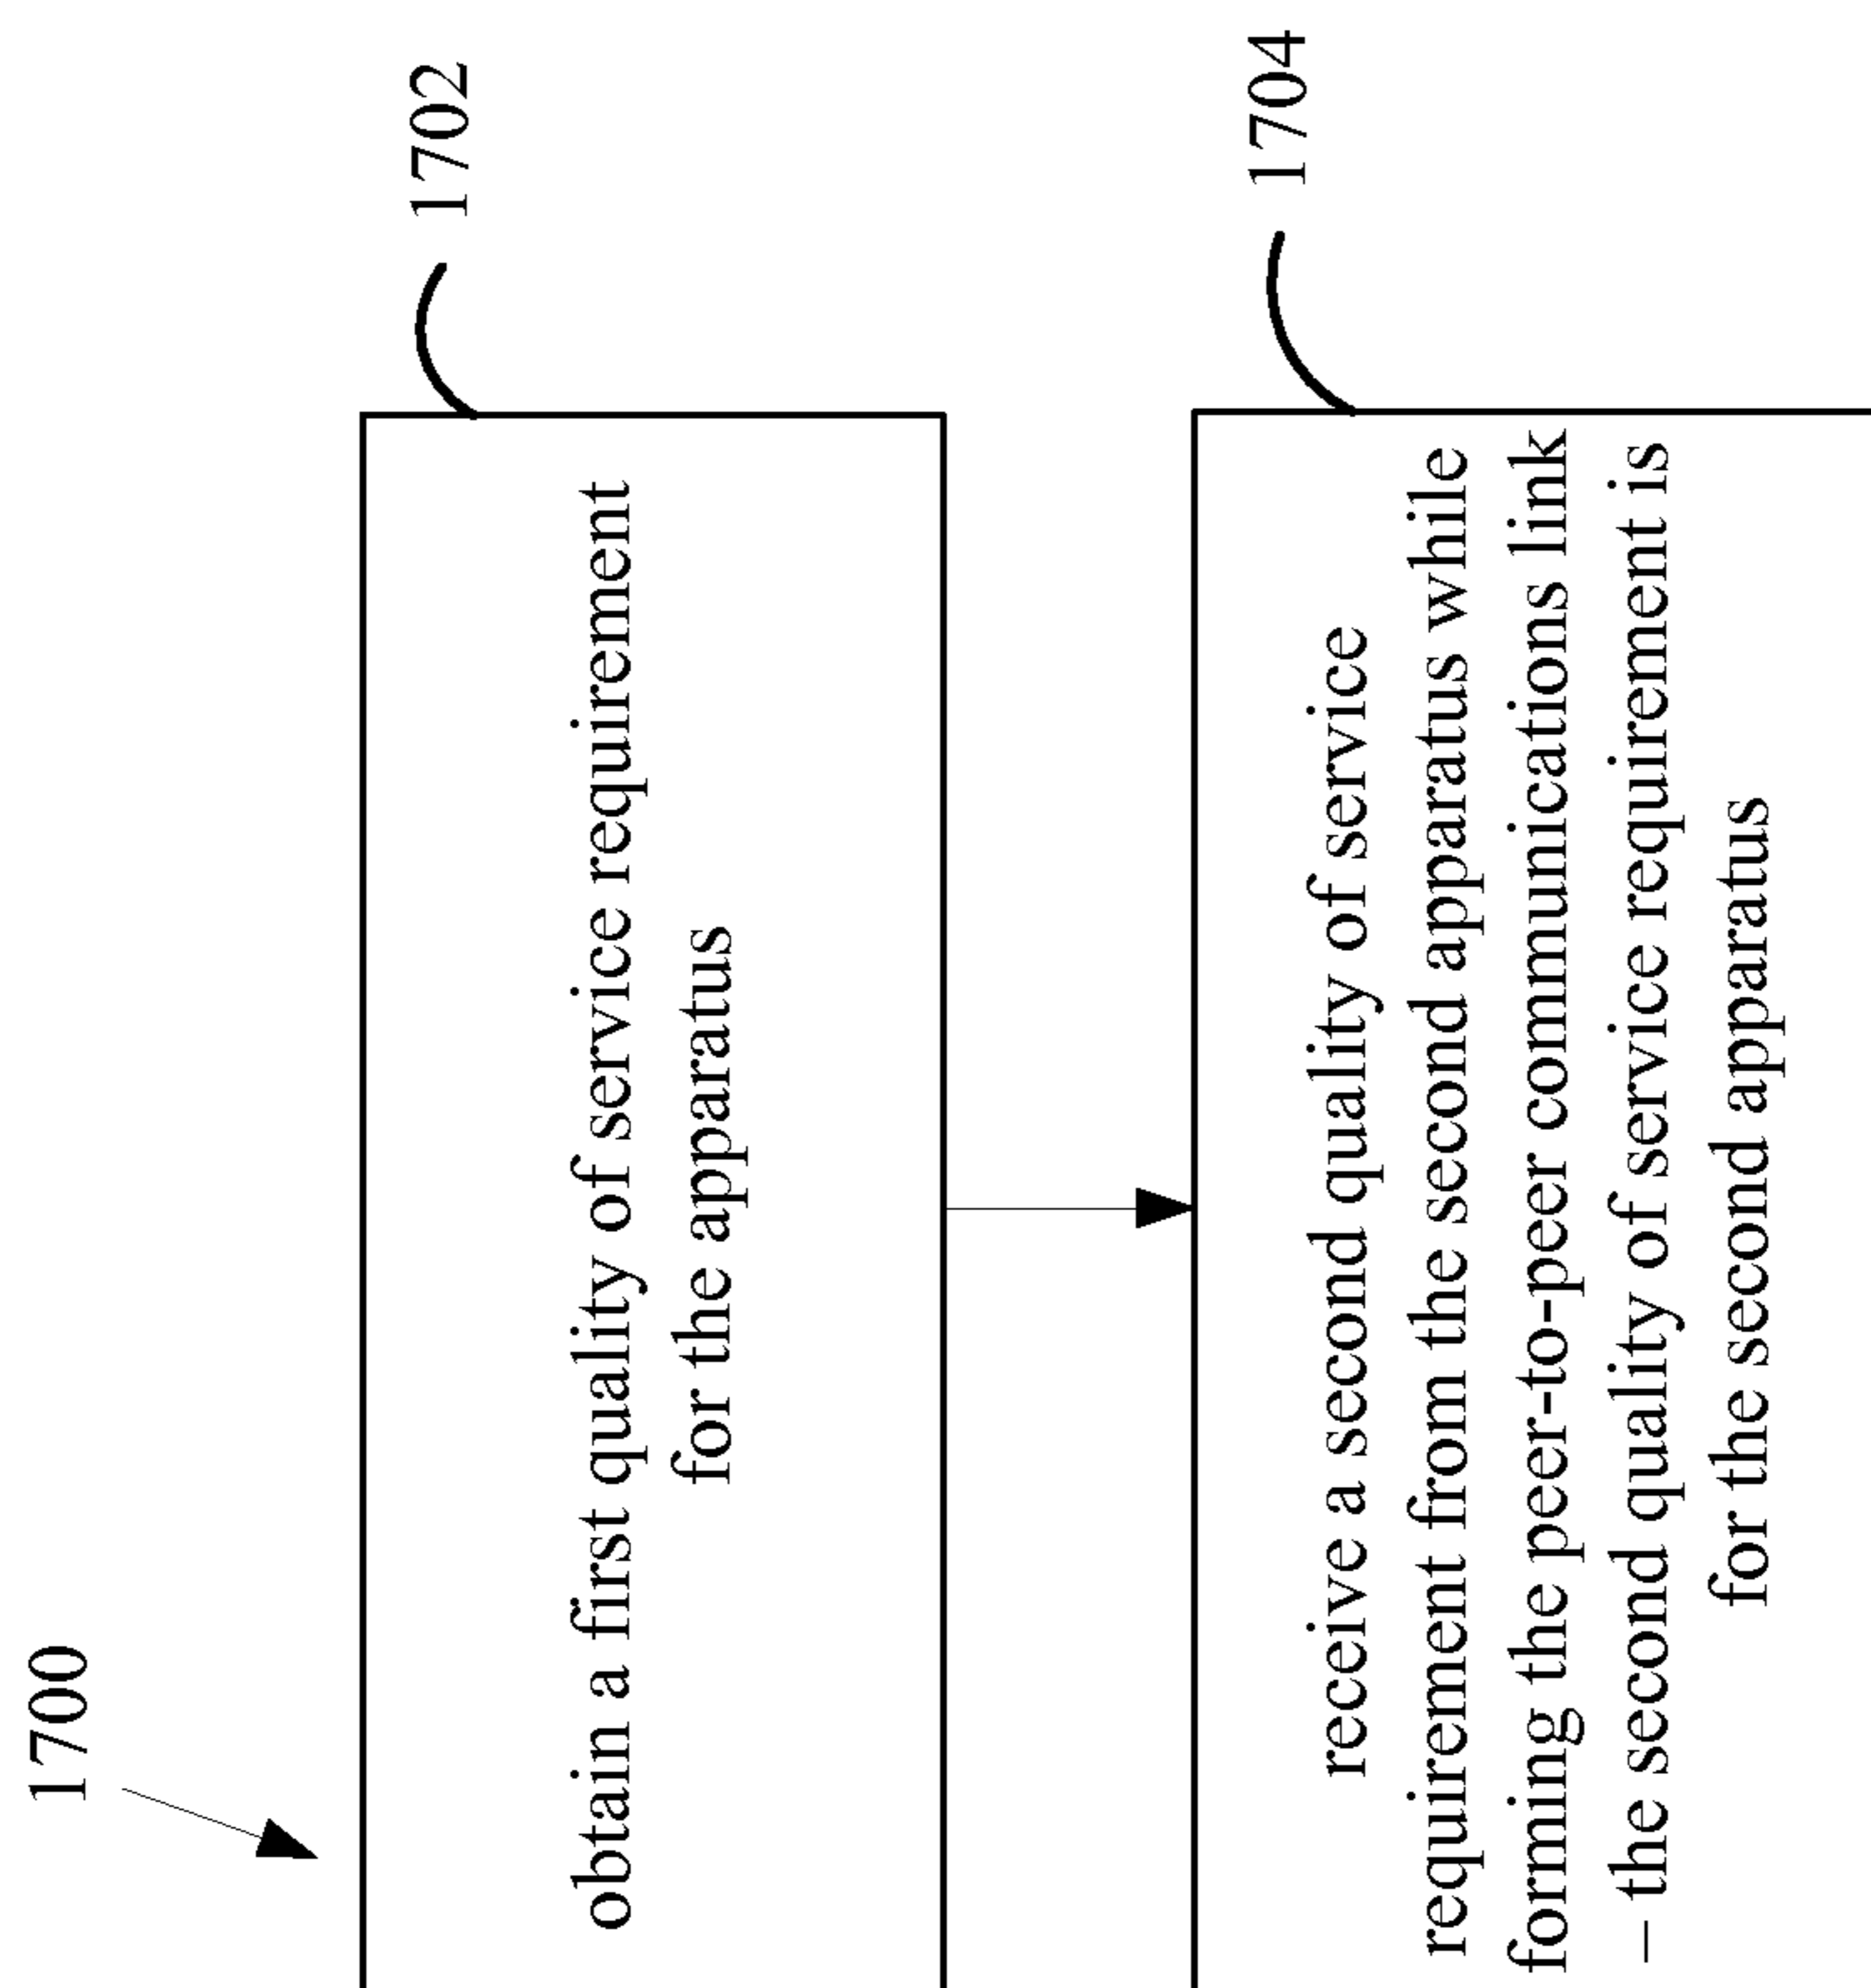 1700
1702
obtain a first quality of service requirement
for the apparatus
1704
receive a second quality of service
requirement from the second apparatus while
forming the peer-to-peer communications link
– the second quality of service requirement is
for the second apparatus